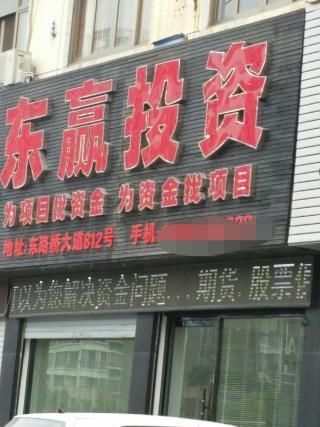 东赢投资
为项目找资金 为资金找项目
地址:东路桥大道812号 手机:
可以为您解决资金问题...期货 股票